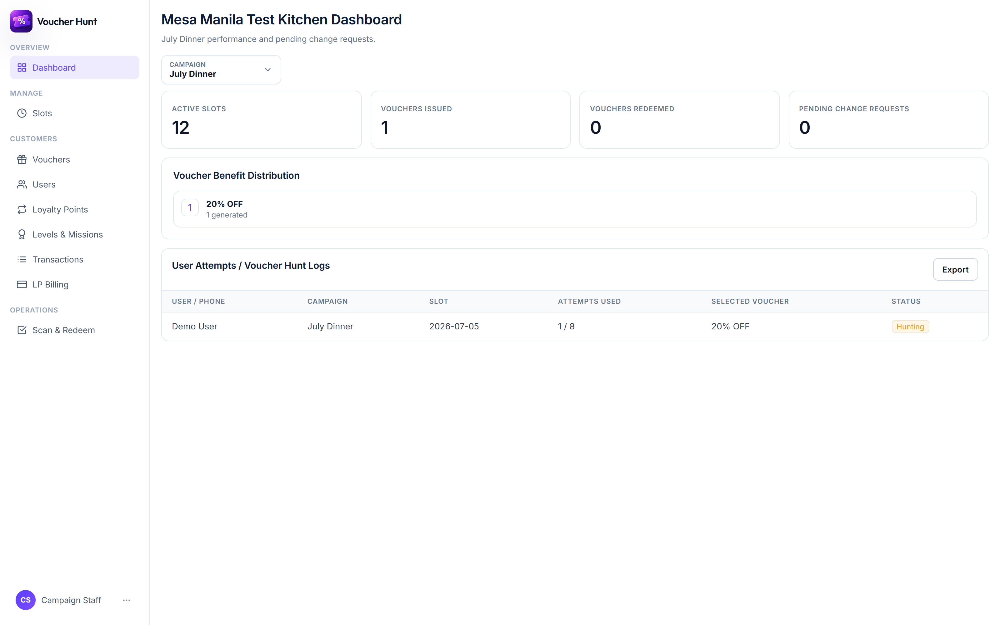 %
Voucher Hunt
OVERVIEW
Dashboard
MANAGE
Slots
CUSTOMERS
Vouchers
Users
Loyalty Points
Levels & Missions
Transactions
LP Billing
OPERATIONS
Scan & Redeem
CS Campaign Staff
Mesa Manila Test Kitchen Dashboard
July Dinner performance and pending change requests.
CAMPAIGN
July Dinner
ACTIVE SLOTS
12
VOUCHERS ISSUED
1
VOUCHERS REDEEMED
0
PENDING CHANGE REQUESTS
0
Voucher Benefit Distribution
1
20% OFF
1 generated
User Attempts / Voucher Hunt Logs
Export
USER / PHONE CAMPAIGN SLOT ATTEMPTS USED SELECTED VOUCHER STATUS
Demo User July Dinner 2026-07-05 1 / 8 20% OFF Hunting